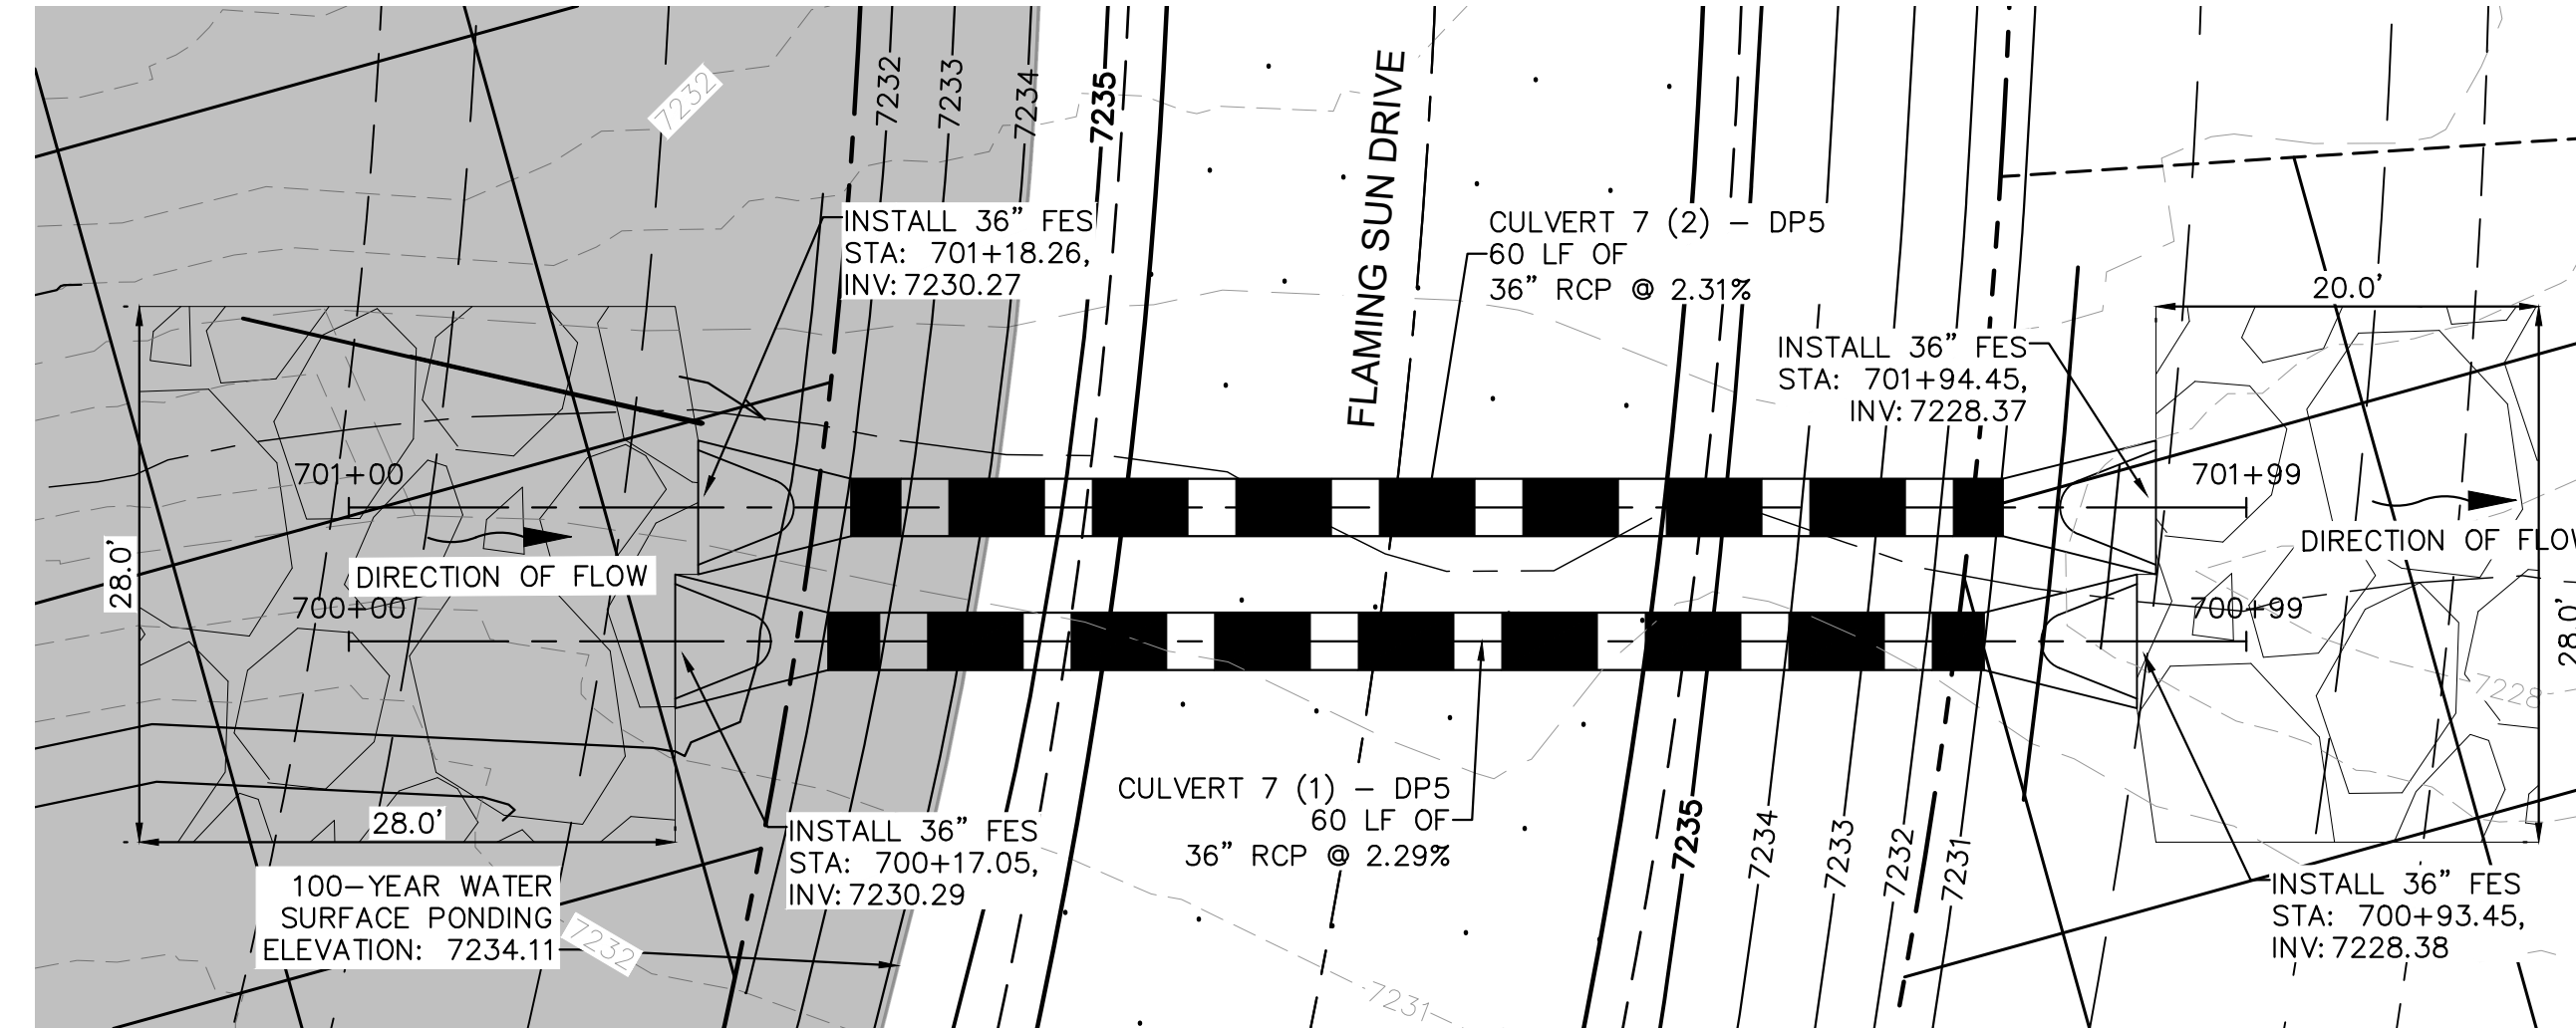 7232
7232
7233
7234
7235
FLAMING SUN DRIVE
INSTALL 36” FES
STA: 701+18.26,
INV: 7230.27
CULVERT 7 (2) – DP5
60 LF OF
36” RCP @ 2.31%
INSTALL 36” FES
STA: 701+94.45,
INV: 7228.37
20.0'
701+00
701+99
DIRECTION OF FLOW
28.0'
DIRECTION OF FLOW
700+00
700+99
28.0'
7228
28.0'
CULVERT 7 (1) – DP5
60 LF OF
36” RCP @ 2.29%
7235
7234
7233
7232
7231
INSTALL 36” FES
STA: 700+17.05,
INV: 7230.29
100–YEAR WATER
SURFACE PONDING
ELEVATION: 7234.11
7232
INSTALL 36” FES
STA: 700+93.45,
INV: 7228.38
7231